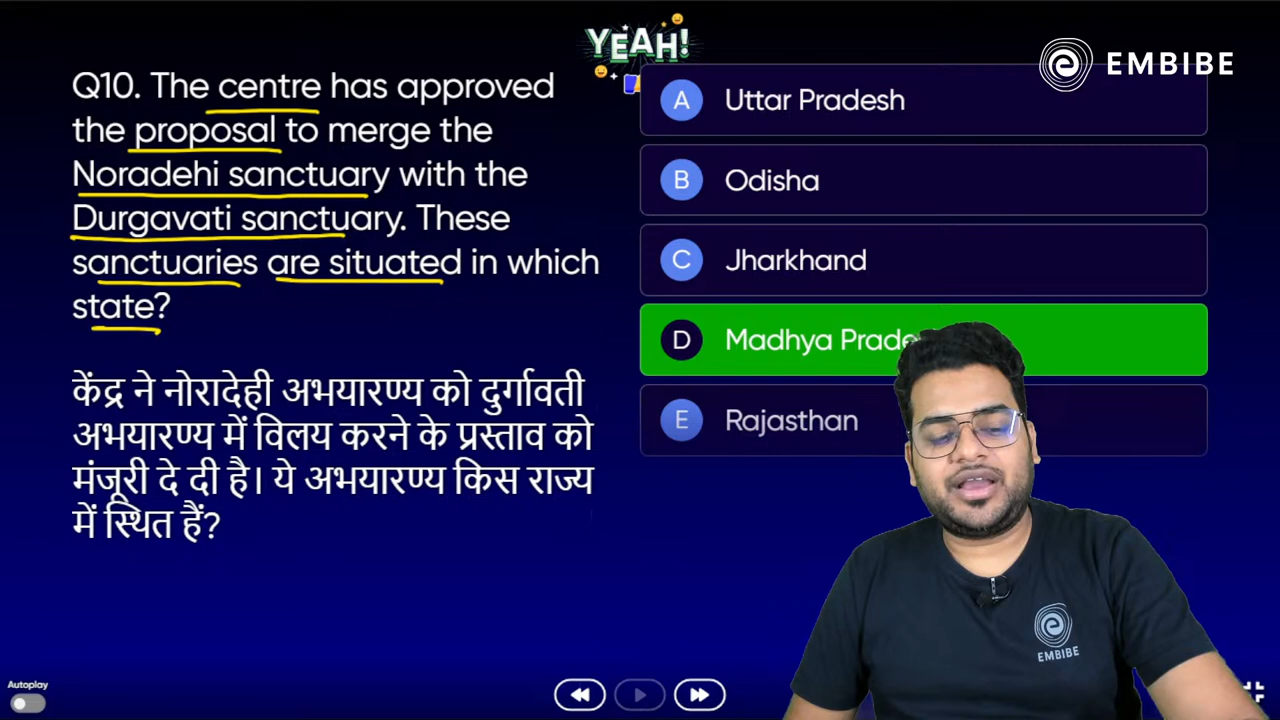 YEAH!
EMBIBE
Q10. The centre has approved
the proposal to merge the
Noradehi sanctuary with the
Durgavati sanctuary. These
sanctuaries are situated in which
state?
केंद्र ने नोरादेही अभयारण्य को दुर्गावती
अभयारण्य में विलय करने के प्रस्ताव को
मंजूरी दे दी है। ये अभयारण्य किस राज्य
में स्थित हैं?
A Uttar Pradesh
B Odisha
C Jharkhand
D Madhya
E Rajasthan
EMBIBE
Autoplay